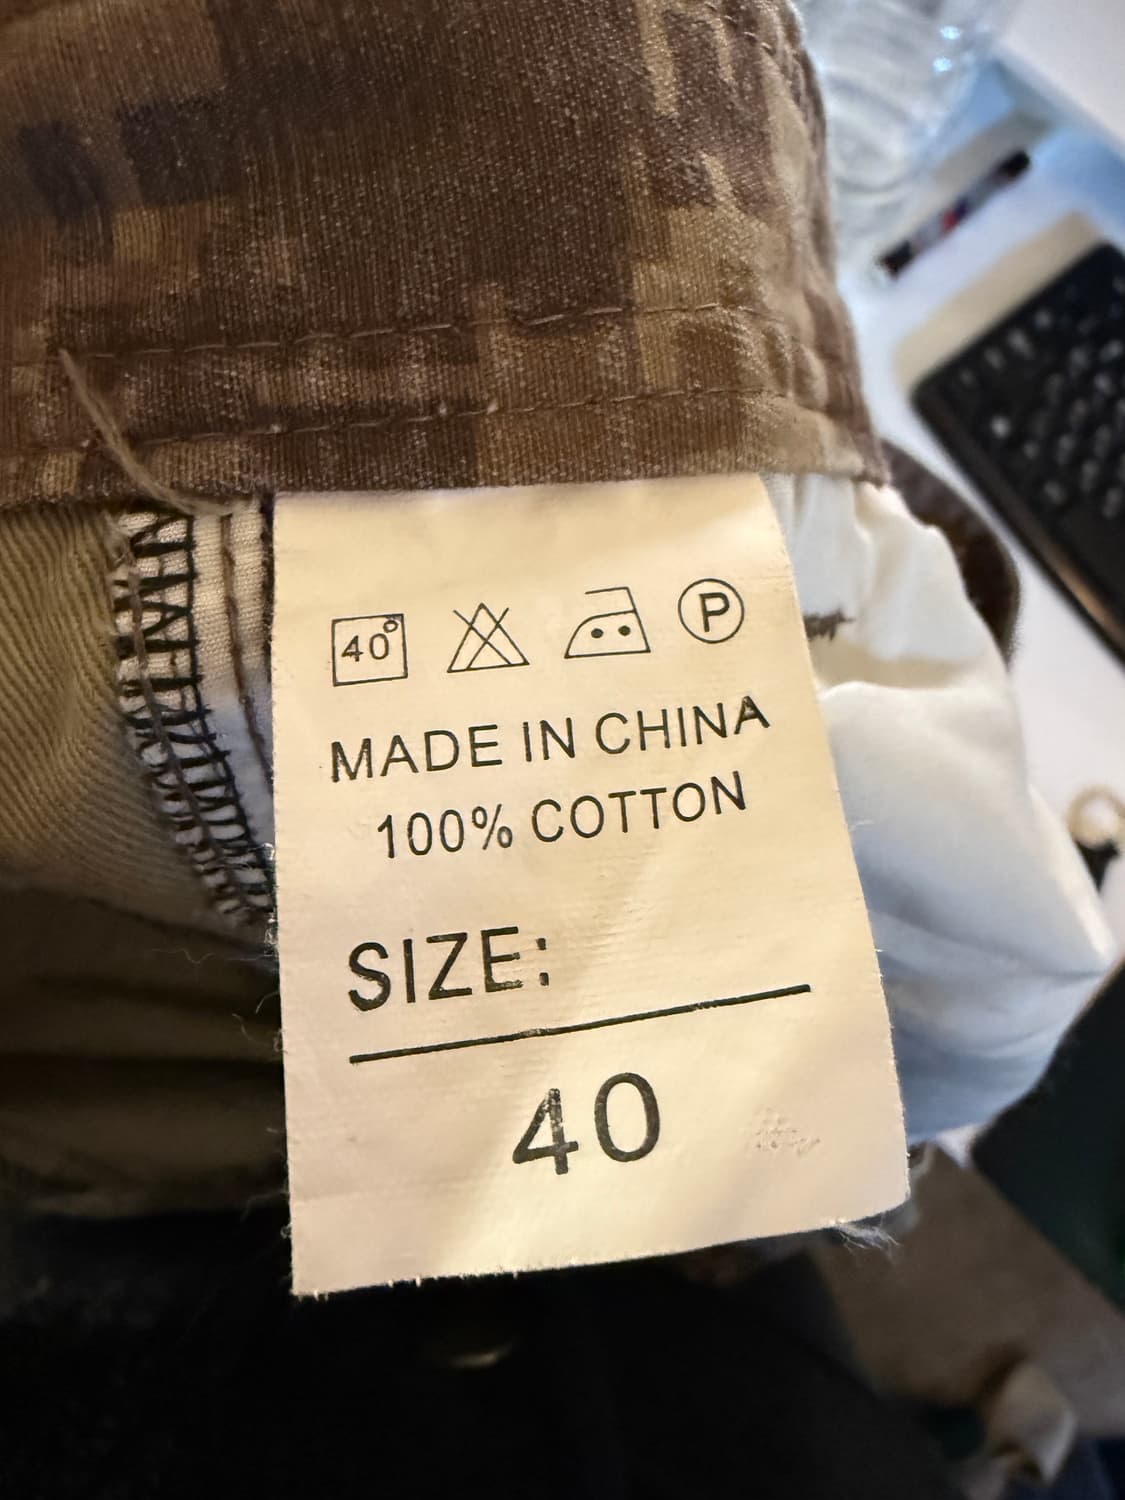 40° P
MADE IN CHINA
100% COTTON
SIZE:
40